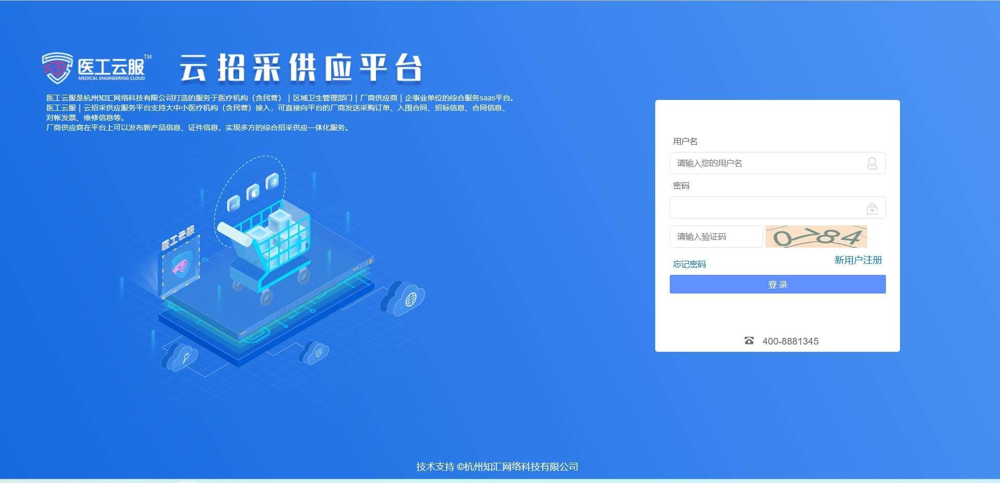 医工云服™
MEDICAL ENGINEERING CLOUD
云招采供应平台
医工云服是杭州知汇网络科技有限公司打造的服务于医疗机构（含民营）｜区域卫生管理部门｜厂商供应商｜企事业单位的综合服务saas平台。
医工云服｜云招采供应服务平台支持大中小医疗机构（含民营）接入，可直接向平台的厂商发送采购订单、入围合同、招标信息、合同信息、
对帐发票、维修信息等。
厂商供应商在平台上可以发布新产品信息、证件信息，实现多方的综合招采供应一体化服务。
医工云服
用户名
请输入您的用户名
密码
请输入验证码
0784
忘记密码
新用户注册
登 录
400-8881345
技术支持 ©杭州知汇网络科技有限公司